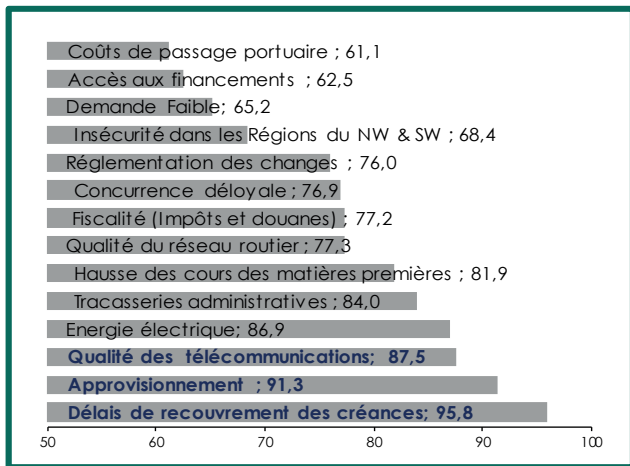 Coûts de passage portuaire ; 61,1
Accès aux financements ; 62,5
Demande Faible; 65,2
Insécurité dans les Régions du NW & SW ; 68,4
Réglementation des changes ; 76,0
Concurrence déloyale ; 76,9
Fiscalité (Impôts et douanes) ; 77,2
Qualité du réseau routier ; 77,3
Hausse des cours des matières premières ; 81,9
Tracasseries administratives ; 84,0
Energie électrique; 86,9
Qualité des télécommunications; 87,5
Approvisionnement ; 91,3
Délais de recouvrement des créances; 95,8
50 60 70 80 90 100